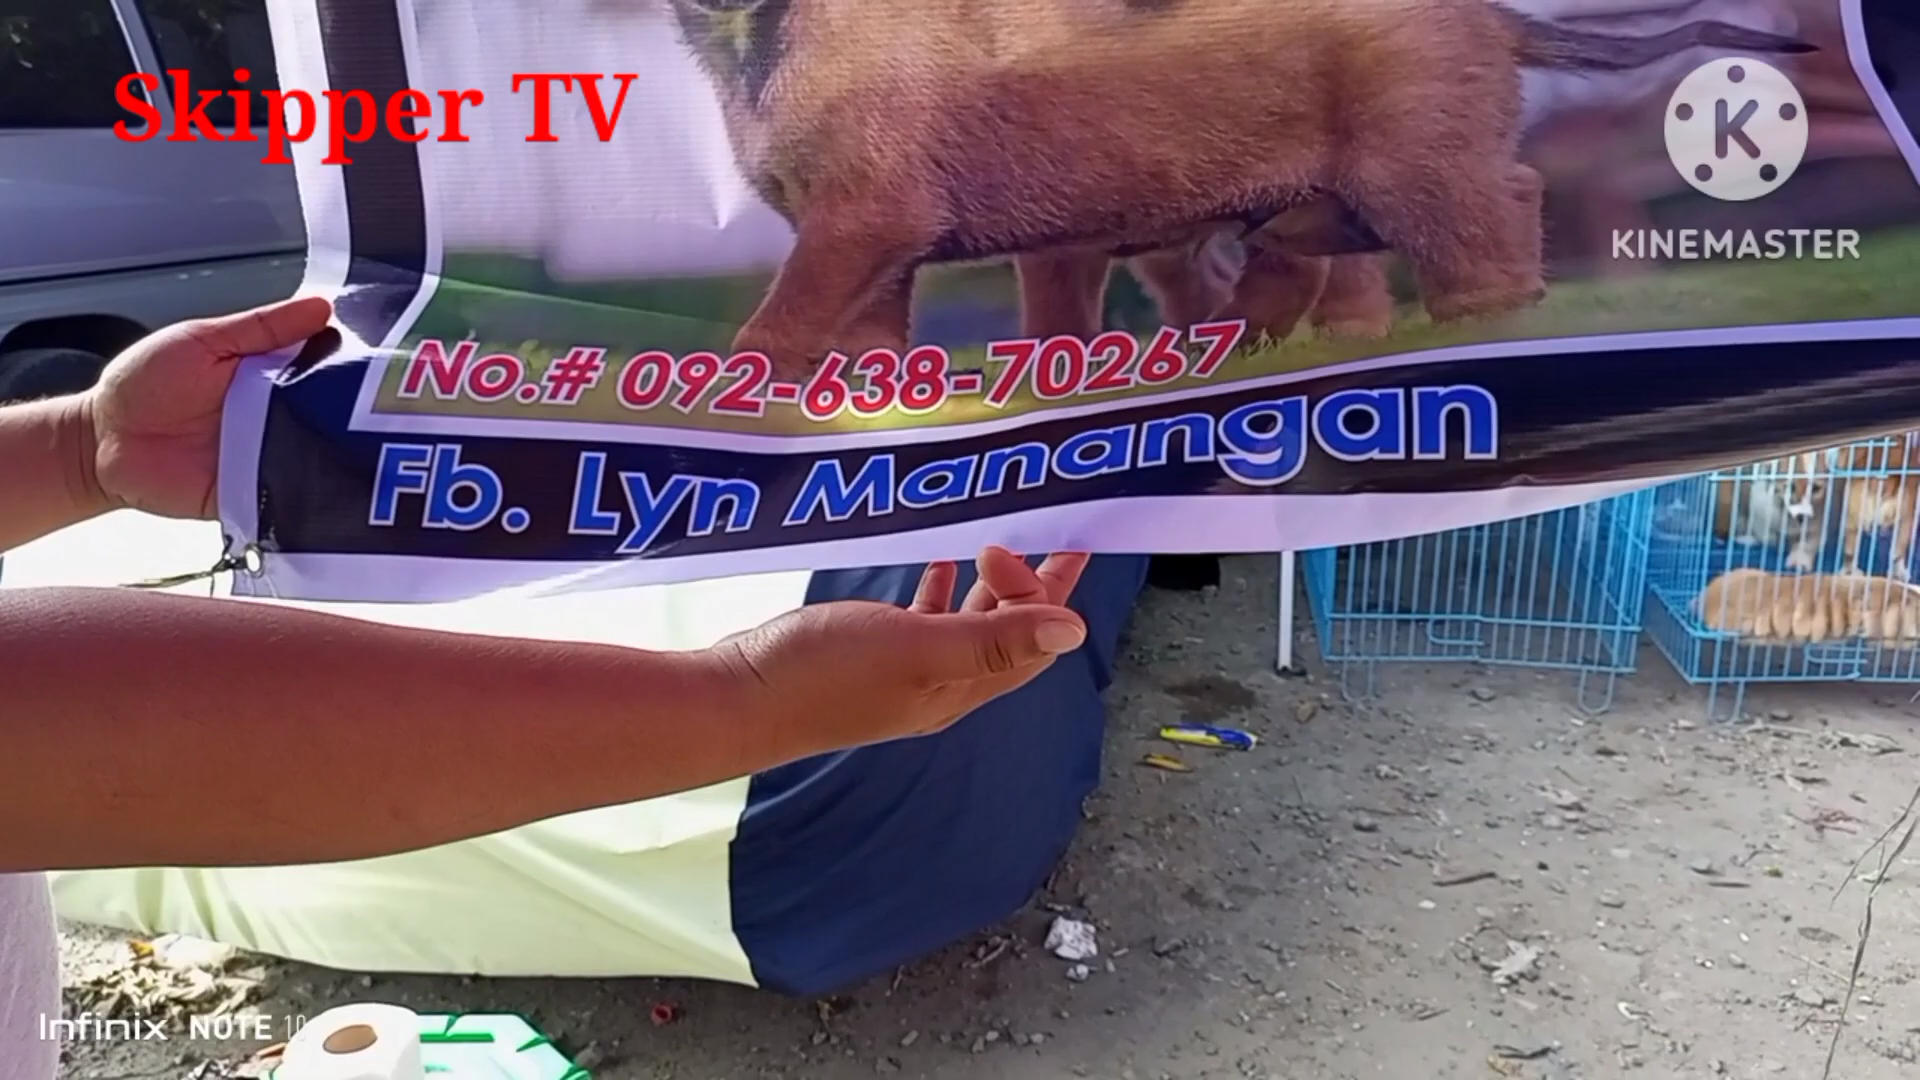 Skipper TV
K
KINEMASTER
No.# 092-638-70267
Fb. Lyn Manangan
Infinix NOTE 10